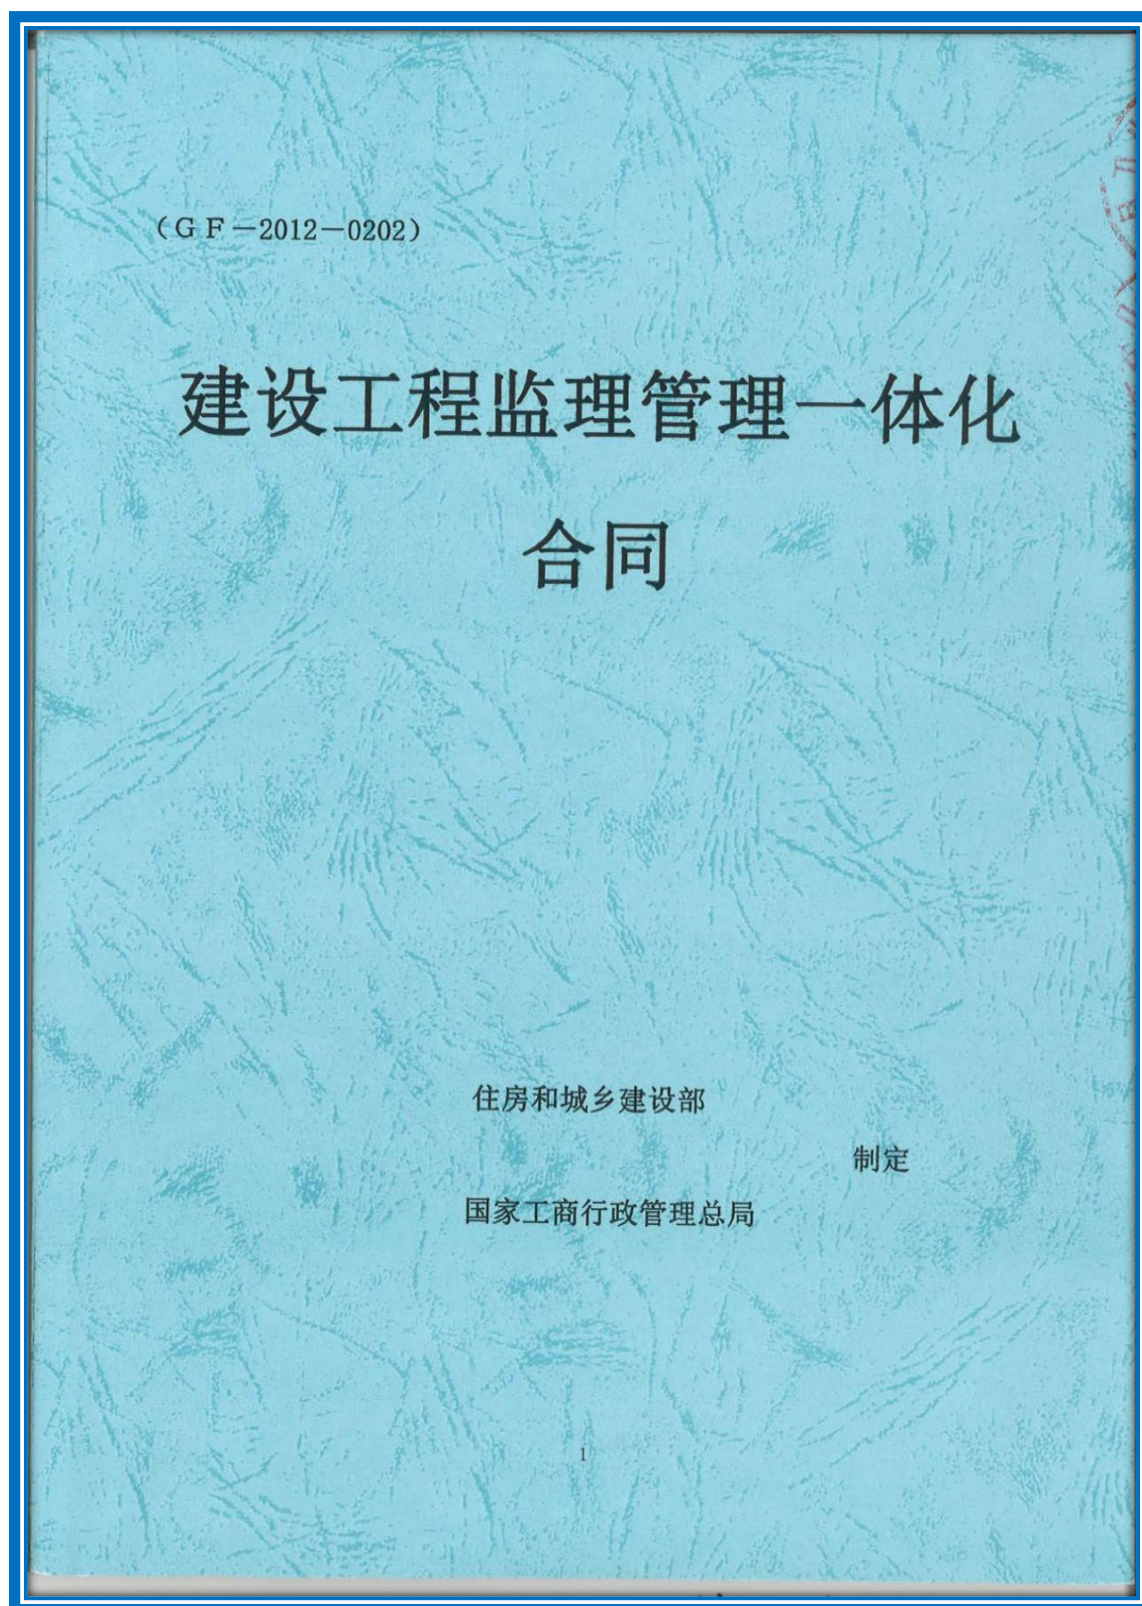 （GF－2012－0202）
建设工程监理管理一体化
合同
住房和城乡建设部
制定
国家工商行政管理总局
1